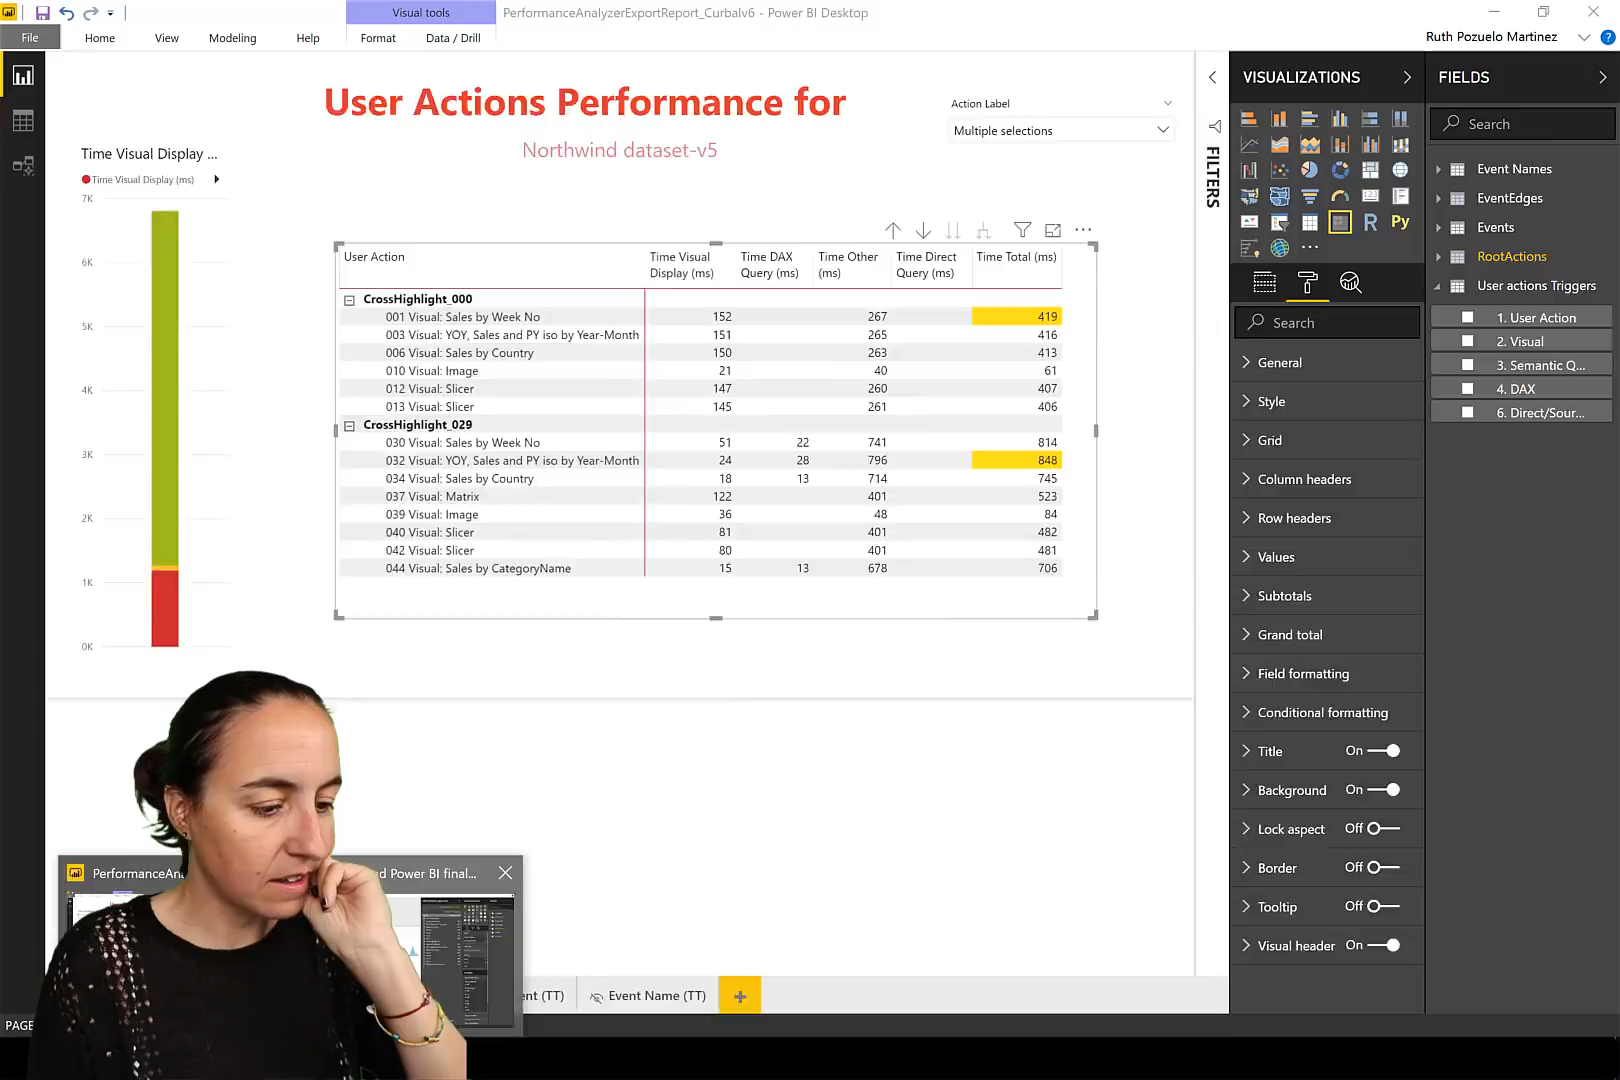 Visual tools
PerformanceAnalyzerExportReport_Curbalv6 - Power BI Desktop
File
Home
View
Modeling
Help
Format
Data / Drill
Ruth Pozuelo Martinez
?
User Actions Performance for
Northwind dataset-v5
Action Label
Multiple selections
Time Visual Display ...
Time Visual Display (ms)
7K
6K
5K
4K
3K
2K
1K
0K
User Action Time Visual Display (ms) Time DAX Query (ms) Time Other (ms) Time Direct Query (ms) Time Total (ms)
CrossHighlight_000
001 Visual: Sales by Week No 152 267 419
003 Visual: YOY, Sales and PY iso by Year-Month 151 265 416
006 Visual: Sales by Country 150 263 413
010 Visual: Image 21 40 61
012 Visual: Slicer 147 260 407
013 Visual: Slicer 145 261 406
CrossHighlight_029
030 Visual: Sales by Week No 51 22 741 814
032 Visual: YOY, Sales and PY iso by Year-Month 24 28 796 848
034 Visual: Sales by Country 18 13 714 745
037 Visual: Matrix 122 401 523
039 Visual: Image 36 48 84
040 Visual: Slicer 81 401 482
042 Visual: Slicer 80 401 481
044 Visual: Sales by CategoryName 15 13 678 706
FILTERS
VISUALIZATIONS
R
Py
Search
General
Style
Grid
Column headers
Row headers
Values
Subtotals
Grand total
Field formatting
Conditional formatting
Title On
Background On
Lock aspect Off
Border Off
Tooltip Off
Visual header On
FIELDS
Search
Event Names
EventEdges
Events
RootActions
User actions Triggers
1. User Action
2. Visual
3. Semantic Q...
4. DAX
6. Direct/Sour...
PerformanceAn
d Power BI final...
ent (TT)
Event Name (TT)
PAGE